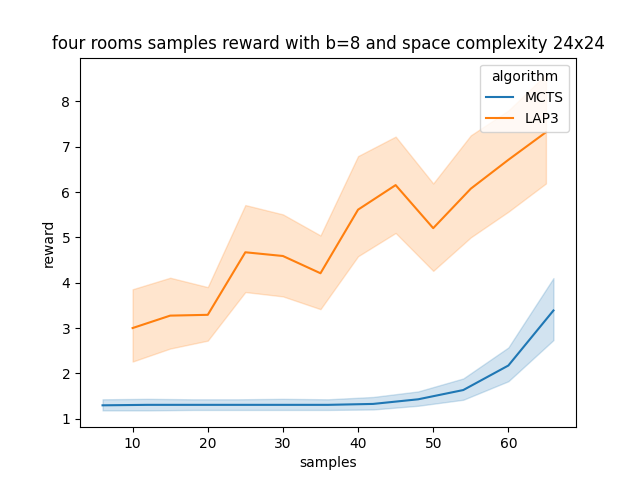 four rooms samples reward with b=8 and space complexity 24x24
algorithm
MCTS
LAP3
8
7
6
5
4
3
2
1
reward
10 20 30 40 50 60
samples